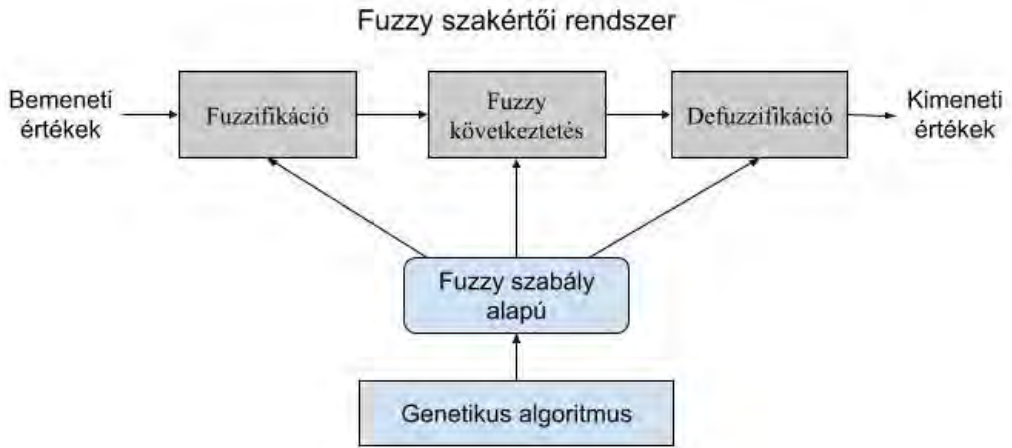 Fuzzy szakértői rendszer
Bemeneti
értékek
Fuzzifikáció
Fuzzy
következtetés
Defuzzifikáció
Kimeneti
értékek
Fuzzy szabály
alapú
Genetikus algoritmus